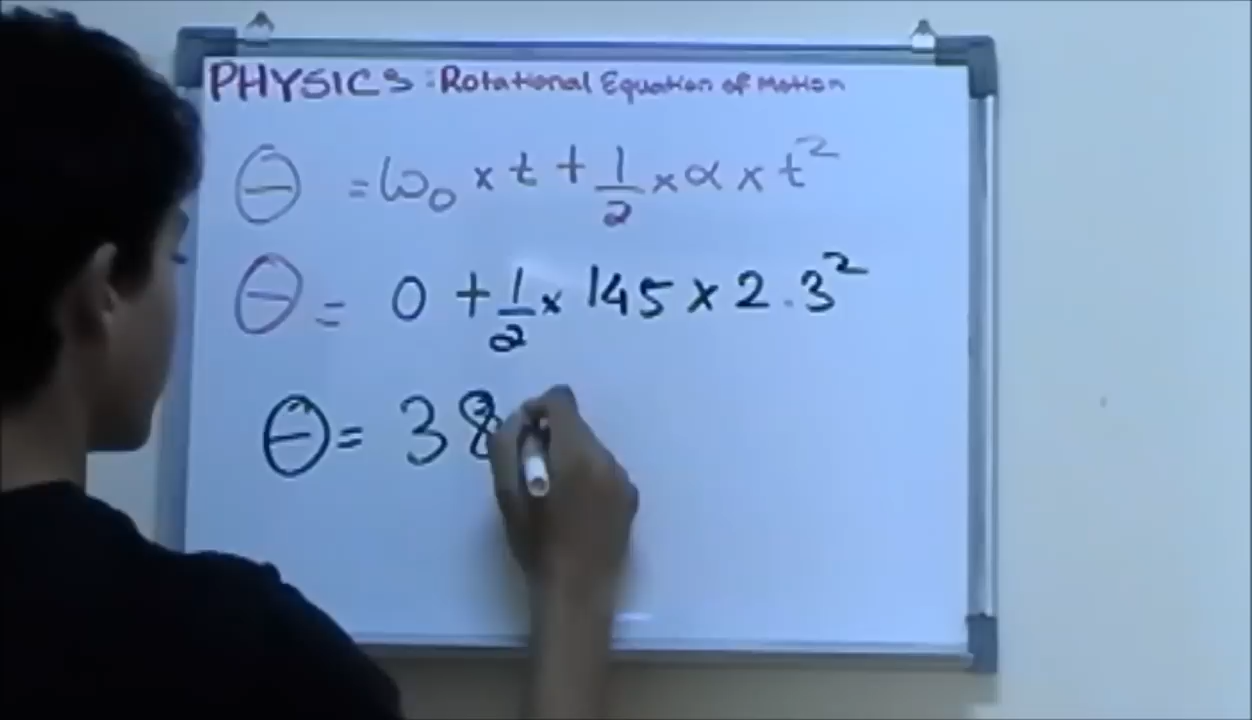 PHYSICS: Rotational Equation of Motion
Θ = ω₀ x t + 1/2 x α x t²
Θ = 0 + 1/2 x 145 x 2.3²
Θ = 38